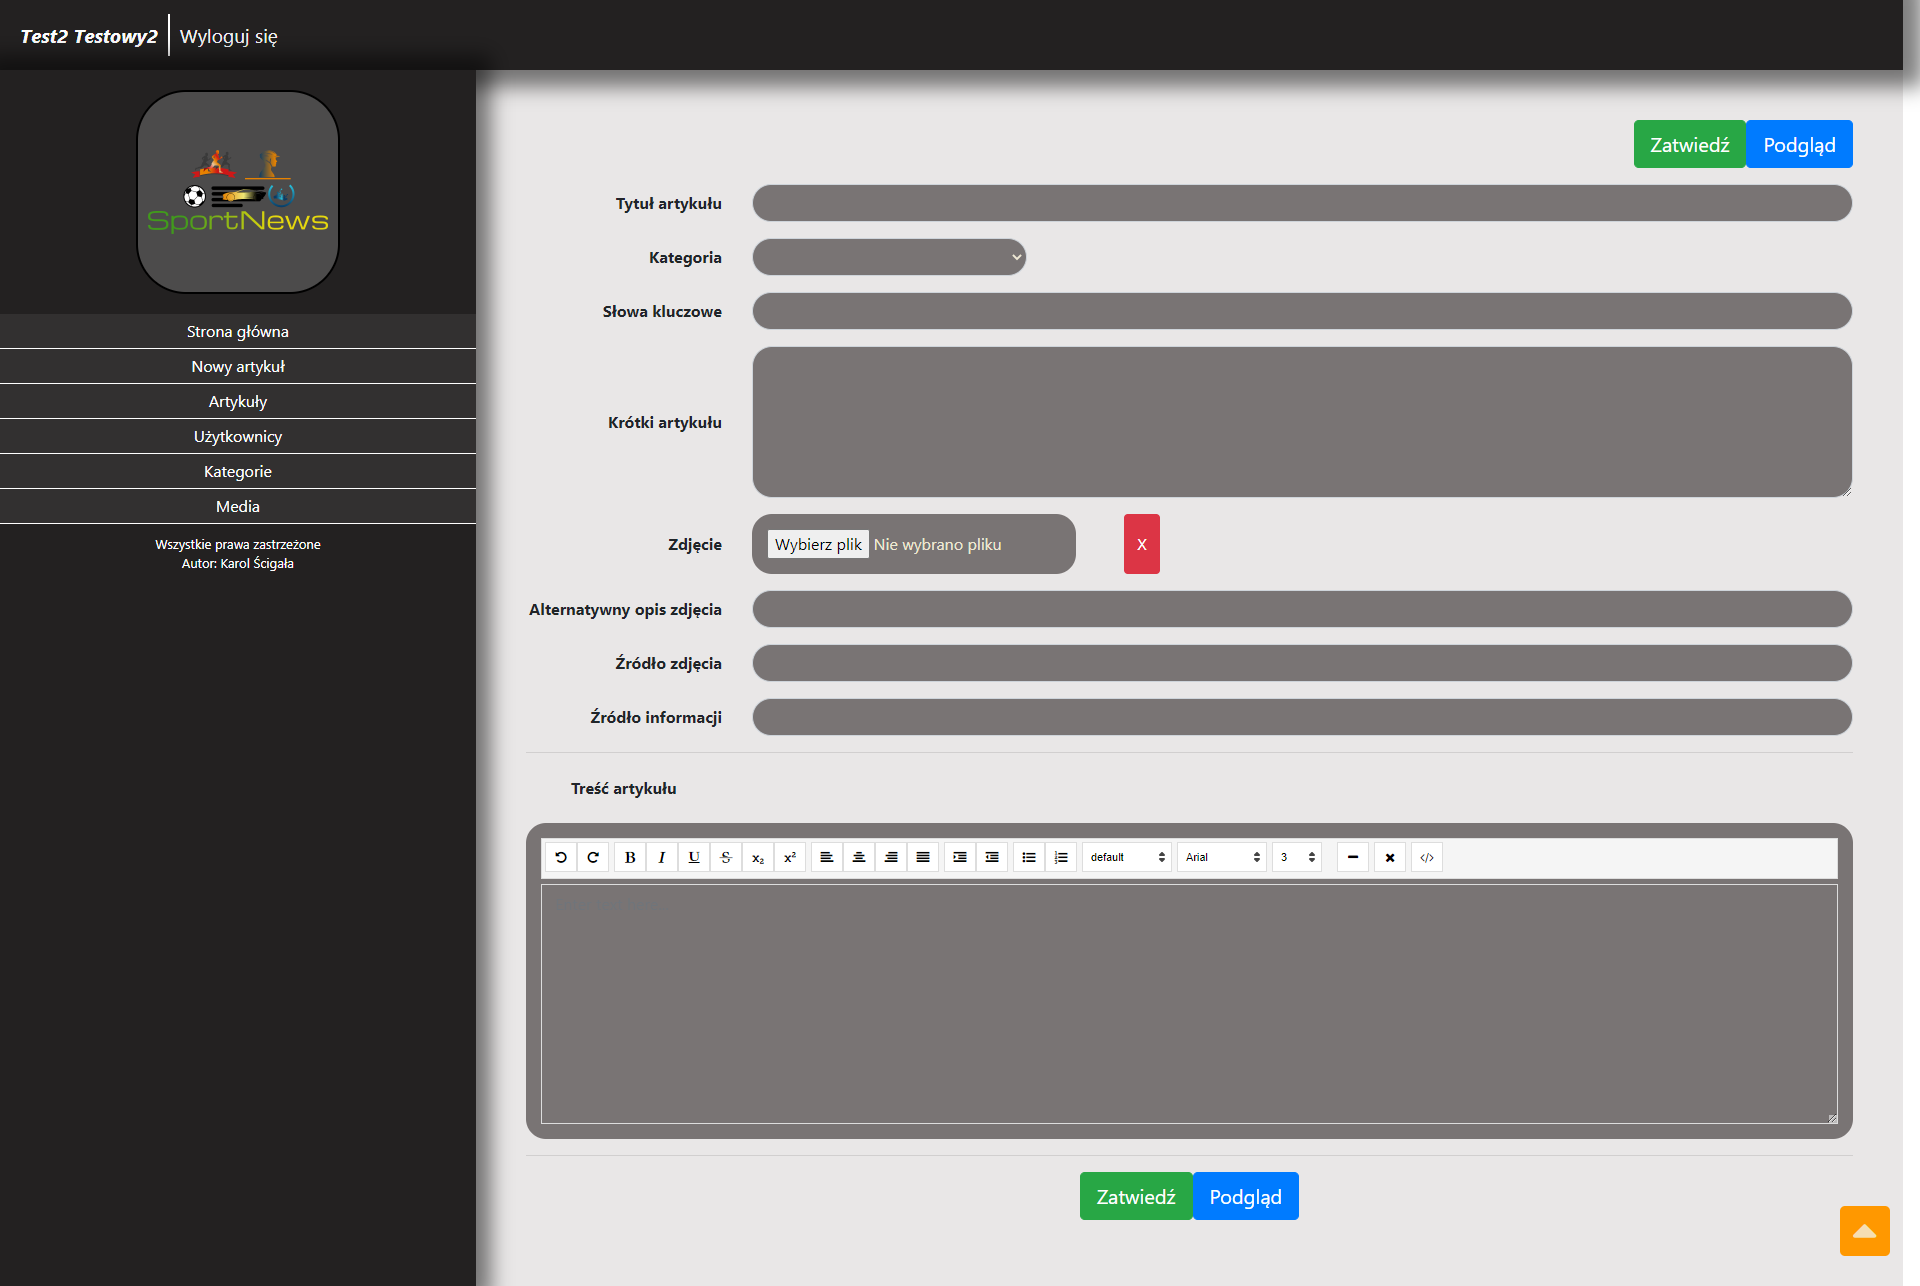 Test2 Testowy2
Wyloguj się
SportNews
Strona główna
Nowy artykuł
Artykuły
Użytkownicy
Kategorie
Media
Wszystkie prawa zastrzeżone
Autor: Karol Ścigała
Zatwiedź
Podgląd
Tytuł artykułu
Kategoria
Słowa kluczowe
Krótki artykułu
Zdjęcie
Wybierz plik Nie wybrano pliku
X
Alternatywny opis zdjęcia
Źródło zdjęcia
Źródło informacji
Treść artykułu
B I U S x₂ x²
default
Arial
3
</>
Zatwiedź
Podgląd